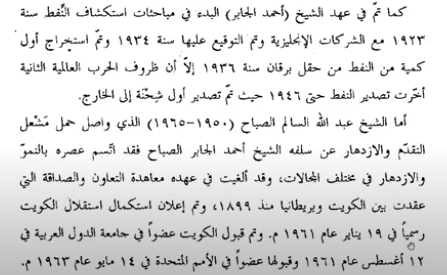 كما تمّ في عهد الشيخ (أحمد الجابر) البدء في مباحثات استكشاف النّفط سنة
١٩٢٣ مع الشركات الإنجليزية وتم التوقيع عليها سنة ١٩٣٤ وتمّ استخراج أول
كمية من النفط من حقل برقان سنة ١٩٣٦ إلاّ أن ظروف الحرب العالمية الثانية
أخّرت تصدير النفط حتى ١٩٤٦ حيث تمّ تصدير أول شِحْنَة إلى الخارج.
أما الشيخ عبد الله السالم الصباح (١٩٥٠-١٩٦٥) الذي واصل حمل مَشْعل
التقدّم والازدهار عن سلفه الشيخ أحمد الجابر الصباح فقد اتّسم عصره بالنموّ
والازدهار في مختلف المجالات، وقد ألغيت في عهده معاهدة التعاون والصداقة التي
عقدت بين الكويت وبريطانيا منذ ١٨٩٩، وتم إعلان استكمال استقلال الكويت
رسمياً في ١٩ يناير عام ١٩٦١ م. وتم قبول الكويت عضواً في جامعة الدول العربية في
١٢ أغسطس عام ١٩٦١ وقبولها عضواً في الأمم المتحدة في ١٤ مايو عام ١٩٦٣ م.